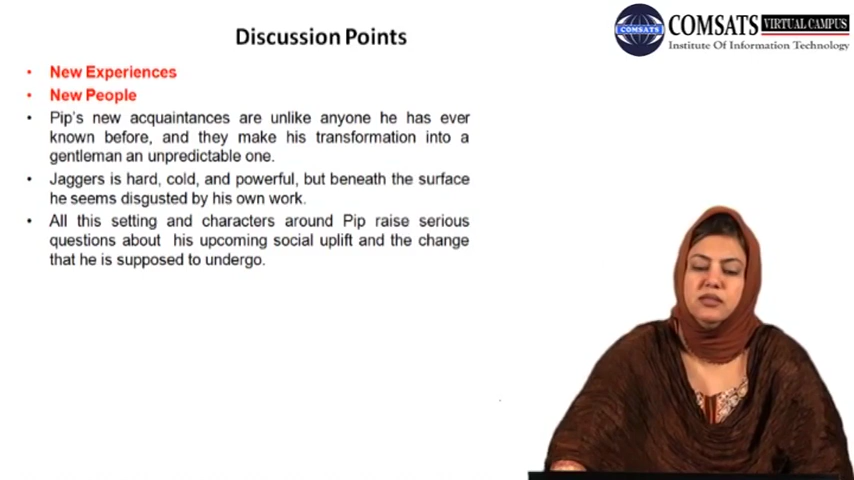 Discussion Points
COMSATS VIRTUAL CAMPUS
COMSATS
Institute Of Information Technology
• New Experiences
• New People
• Pip's new acquaintances are unlike anyone he has ever
known before, and they make his transformation into a
gentleman an unpredictable one.
• Jaggers is hard, cold, and powerful, but beneath the surface
he seems disgusted by his own work.
• All this setting and characters around Pip raise serious
questions about his upcoming social uplift and the change
that he is supposed to undergo.